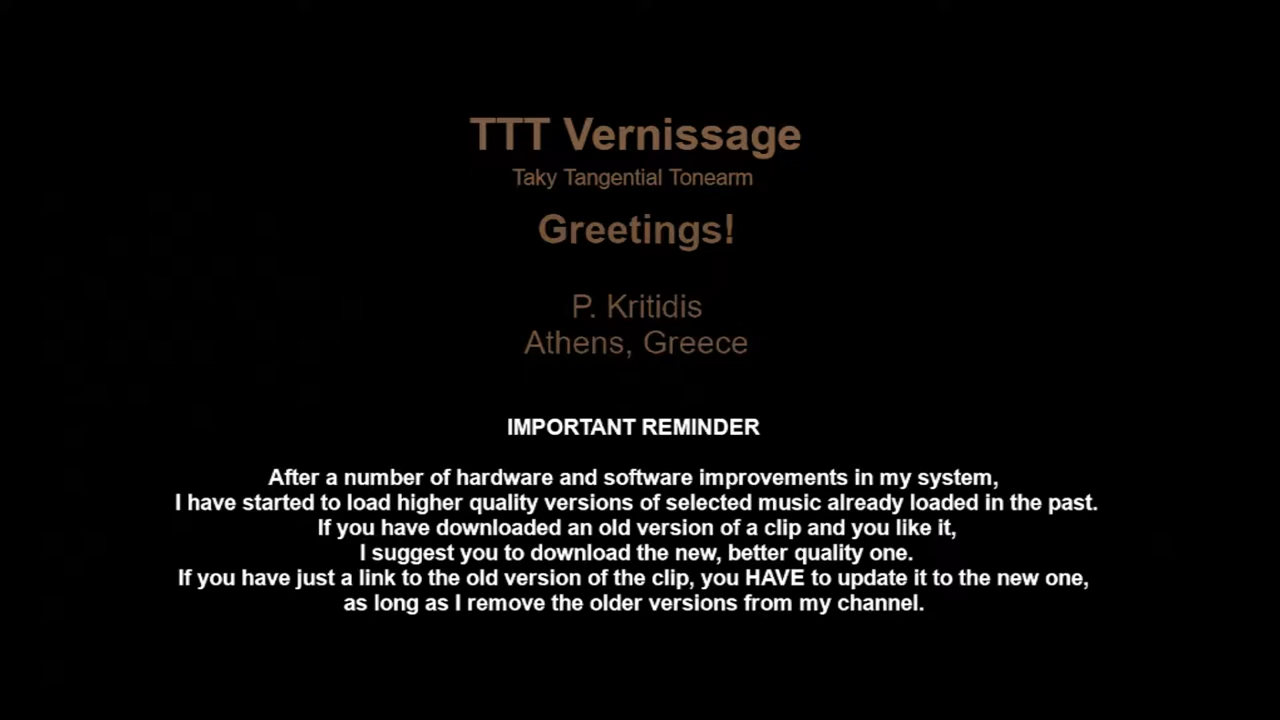 TTT Vernissage
Taky Tangential Tonearm
Greetings!
P. Kritidis
Athens, Greece
IMPORTANT REMINDER
After a number of hardware and software improvements in my system,
I have started to load higher quality versions of selected music already loaded in the past.
If you have downloaded an old version of a clip and you like it,
I suggest you to download the new, better quality one.
If you have just a link to the old version of the clip, you HAVE to update it to the new one,
as long as I remove the older versions from my channel.